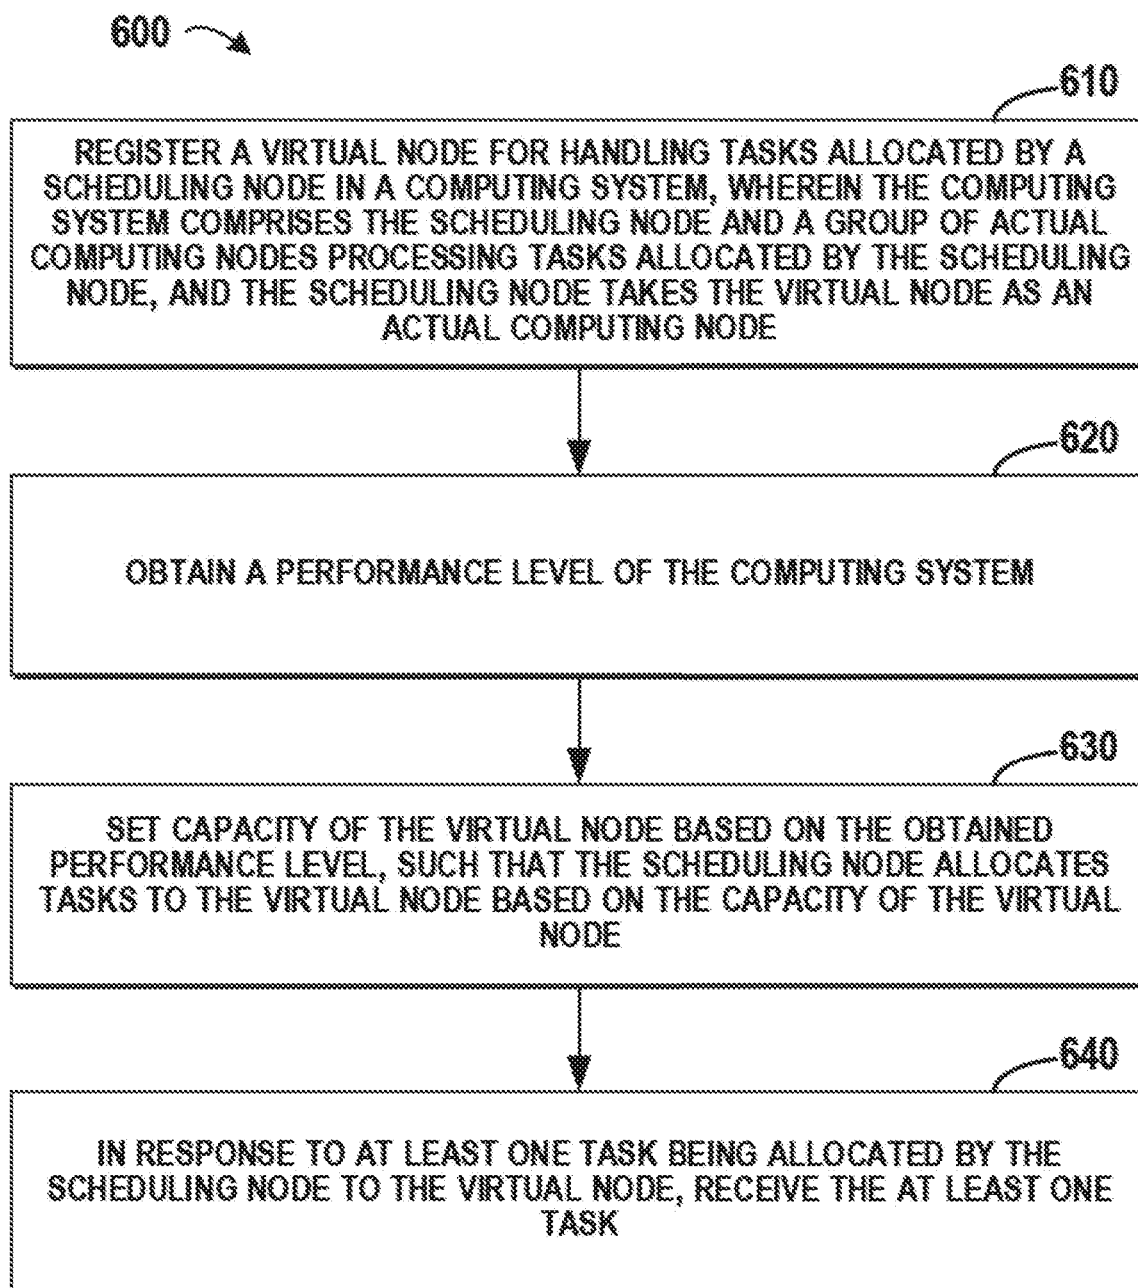 600
610
REGISTER A VIRTUAL NODE FOR HANDLING TASKS ALLOCATED BY A
SCHEDULING NODE IN A COMPUTING SYSTEM, WHEREIN THE COMPUTING
SYSTEM COMPRISES THE SCHEDULING NODE AND A GROUP OF ACTUAL
COMPUTING NODES PROCESSING TASKS ALLOCATED BY THE SCHEDULING
NODE, AND THE SCHEDULING NODE TAKES THE VIRTUAL NODE AS AN
ACTUAL COMPUTING NODE
620
OBTAIN A PERFORMANCE LEVEL OF THE COMPUTING SYSTEM
630
SET CAPACITY OF THE VIRTUAL NODE BASED ON THE OBTAINED
PERFORMANCE LEVEL, SUCH THAT THE SCHEDULING NODE ALLOCATES
TASKS TO THE VIRTUAL NODE BASED ON THE CAPACITY OF THE VIRTUAL
NODE
640
IN RESPONSE TO AT LEAST ONE TASK BEING ALLOCATED BY THE
SCHEDULING NODE TO THE VIRTUAL NODE, RECEIVE THE AT LEAST ONE
TASK